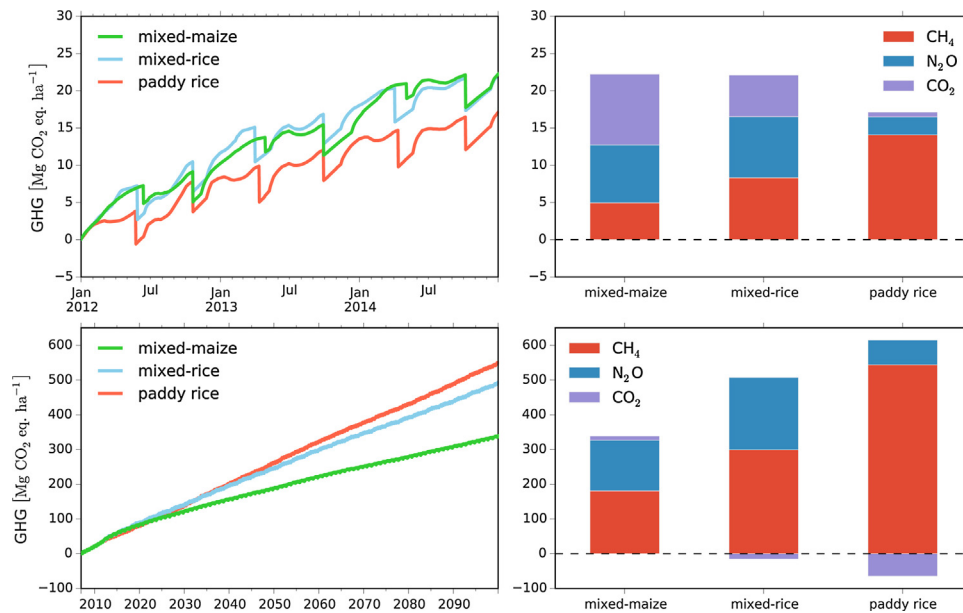 30
25
20
15
10
5
0
−5
GHG [Mg CO₂ eq. ha⁻¹]
mixed-maize
mixed-rice
paddy rice
Jan
2012
Jul
Jan
2013
Jul
Jan
2014
Jul
30
25
20
15
10
5
0
−5
CH₄
N₂O
CO₂
mixed-maize
mixed-rice
paddy rice
600
500
400
300
200
100
0
−100
GHG [Mg CO₂ eq. ha⁻¹]
mixed-maize
mixed-rice
paddy rice
2010
2020
2030
2040
2050
2060
2070
2080
2090
600
500
400
300
200
100
0
−100
CH₄
N₂O
CO₂
mixed-maize
mixed-rice
paddy rice